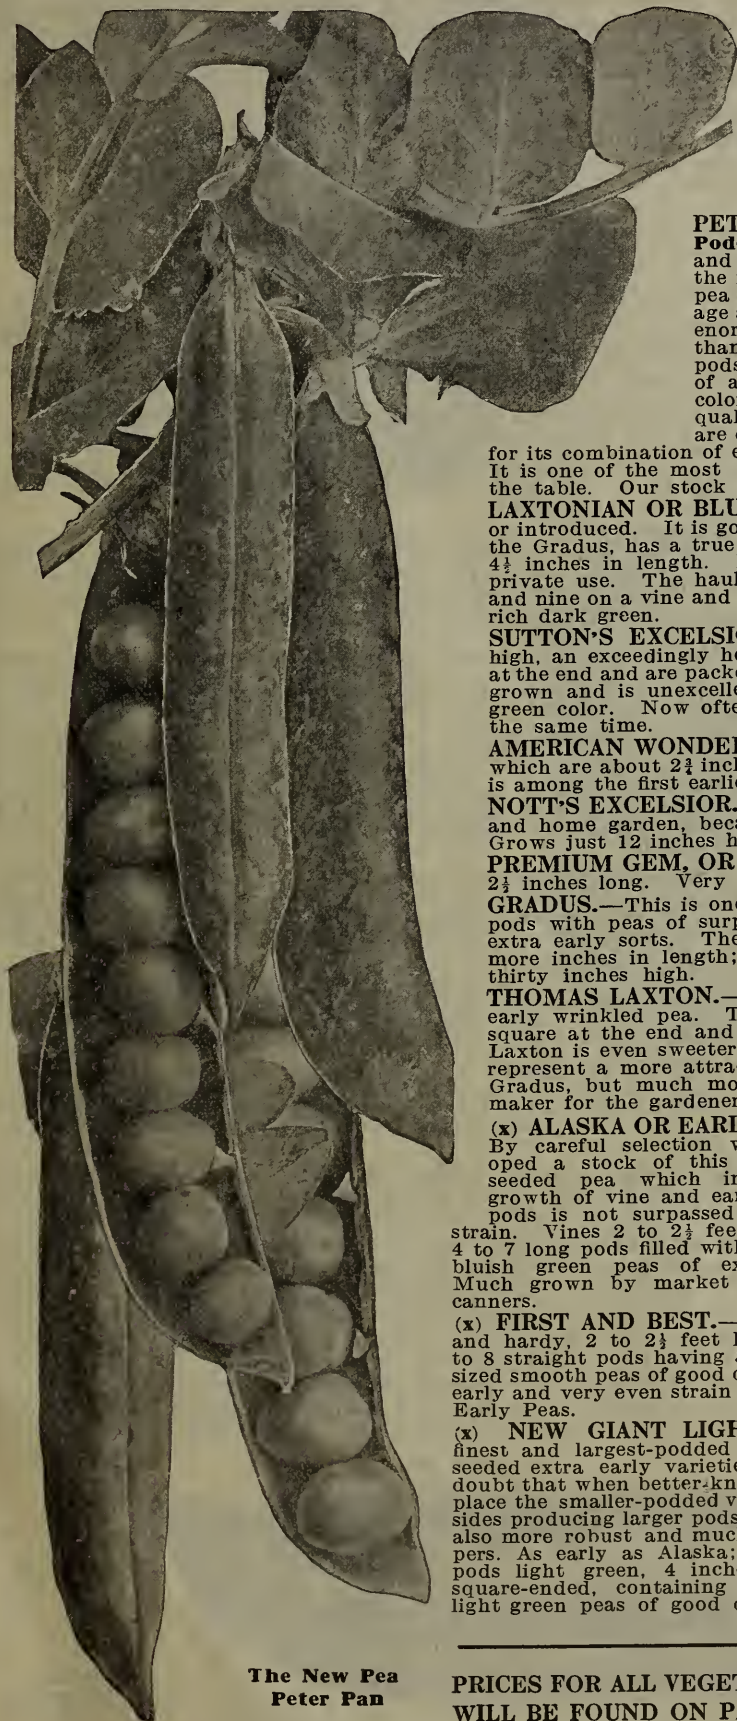 PET
Pod
and
the
pea
age
enor
than
pods
of a
color
qual
are
for its combination of e
It is one of the most
the table. Our stock
LAXTONIAN OR BLU
or introduced. It is go
the Gradus, has a true
4½ inches in length.
private use. The haul
and nine on a vine and
rich dark green.
SUTTON'S EXCELSI
high, an exceedingly h
at the end and are pack
grown and is unexcelle
green color. Now ofte
the same time.
AMERICAN WONDE
which are about 2¾ incl
is among the first earli
NOTT'S EXCELSIOR.
and home garden, beca
Grows just 12 inches h
PREMIUM GEM, OR
2½ inches long. Very
GRADUS.—This is on
pods with peas of surp
extra early sorts. The
more inches in length;
thirty inches high.
THOMAS LAXTON.—
early wrinkled pea. T
square at the end and
Laxton is even sweeter
represent a more attra
Gradus, but much mo
maker for the gardener
(x) ALASKA OR EARL
By careful selection v
oped a stock of this
seeded pea which in
growth of vine and ea
pods is not surpassed
strain. Vines 2 to 2½ fee
4 to 7 long pods filled wit
bluish green peas of ex
Much grown by market
canners.
(x) FIRST AND BEST.—
and hardy, 2 to 2½ feet l
to 8 straight pods having
sized smooth peas of good
early and very even strain
Early Peas.
(x) NEW GIANT LIGH
finest and largest-podded
seeded extra early varieti
doubt that when better-kn
place the smaller-podded v
sides producing larger pods
also more robust and muc
pers. As early as Alaska;
pods light green, 4 inch
square-ended, containing
light green peas of good
The New Pea
Peter Pan
PRICES FOR ALL VEGET
WILL BE FOUND ON P